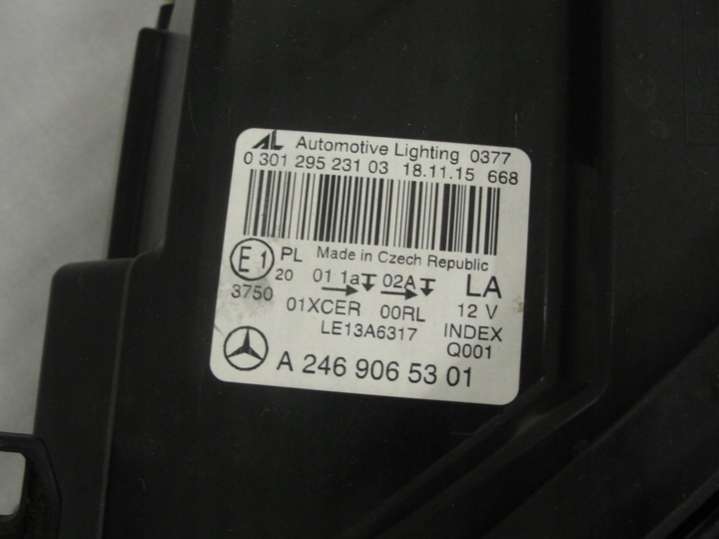 AL Automotive Lighting 0377
0 301 295 231 03 18.11.15 668
Made in Czech Republic
E1 PL 01 1a 02A LA
20
3750 01XCER 00RL 12 V
LE13A6317 INDEX
Q001
A 246 906 53 01